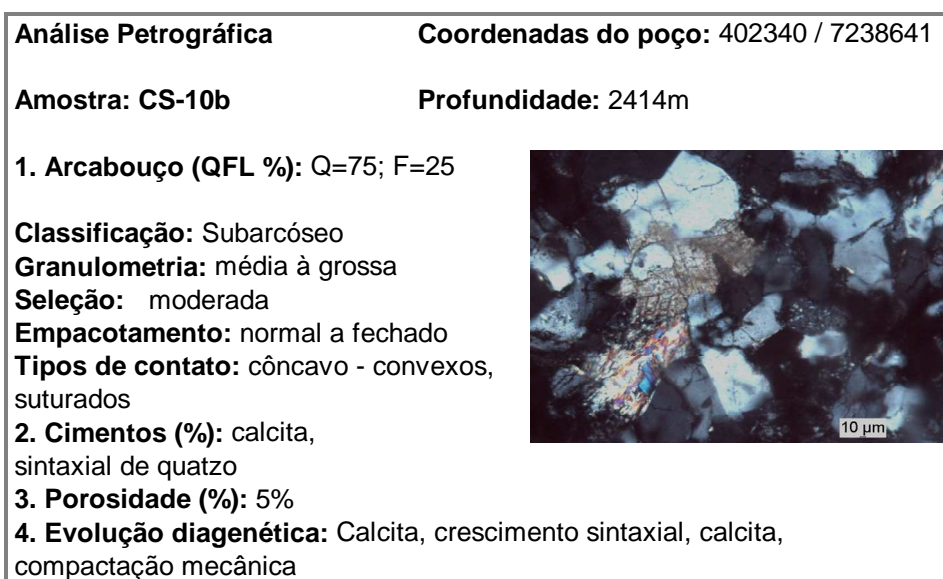 Análise Petrográfica Coordenadas do poço: 402340 / 7238641
Amostra: CS-10b Profundidade: 2414m
1. Arcabouço (QFL %): Q=75; F=25
Classificação: Subarcóseo
Granulometria: média à grossa
Seleção: moderada
Empacotamento: normal a fechado
Tipos de contato: côncavo - convexos,
suturados
2. Cimentos (%): calcita,
sintaxial de quatzo
3. Porosidade (%): 5%
4. Evolução diagenética: Calcita, crescimento sintaxial, calcita,
compactação mecânica
10 µm